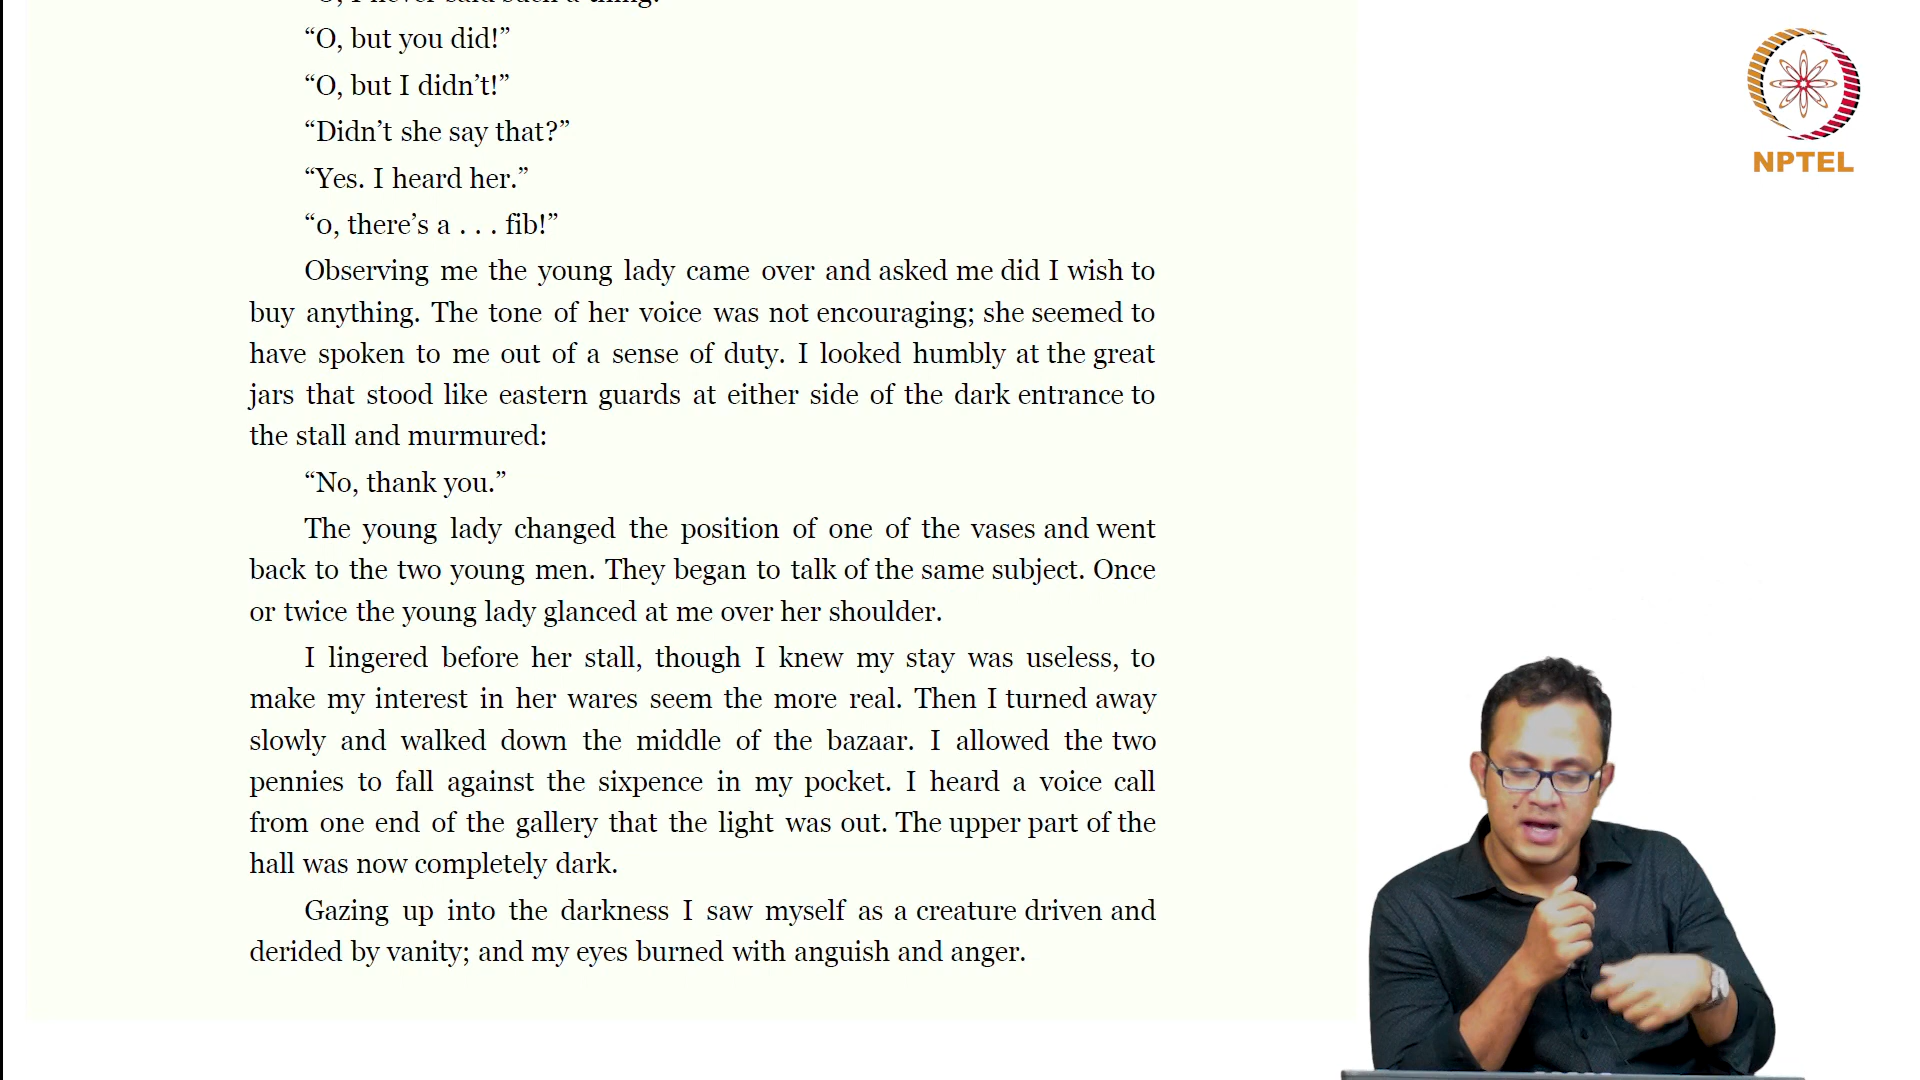 “O, I never said such a thing!”
“O, but you did!”
“O, but I didn’t!”
“Didn’t she say that?”
“Yes. I heard her.”
“o, there’s a . . . fib!”
Observing me the young lady came over and asked me did I wish to
buy anything. The tone of her voice was not encouraging; she seemed to
have spoken to me out of a sense of duty. I looked humbly at the great
jars that stood like eastern guards at either side of the dark entrance to
the stall and murmured:
“No, thank you.”
The young lady changed the position of one of the vases and went
back to the two young men. They began to talk of the same subject. Once
or twice the young lady glanced at me over her shoulder.
I lingered before her stall, though I knew my stay was useless, to
make my interest in her wares seem the more real. Then I turned away
slowly and walked down the middle of the bazaar. I allowed the two
pennies to fall against the sixpence in my pocket. I heard a voice call
from one end of the gallery that the light was out. The upper part of the
hall was now completely dark.
Gazing up into the darkness I saw myself as a creature driven and
derided by vanity; and my eyes burned with anguish and anger.
NPTEL